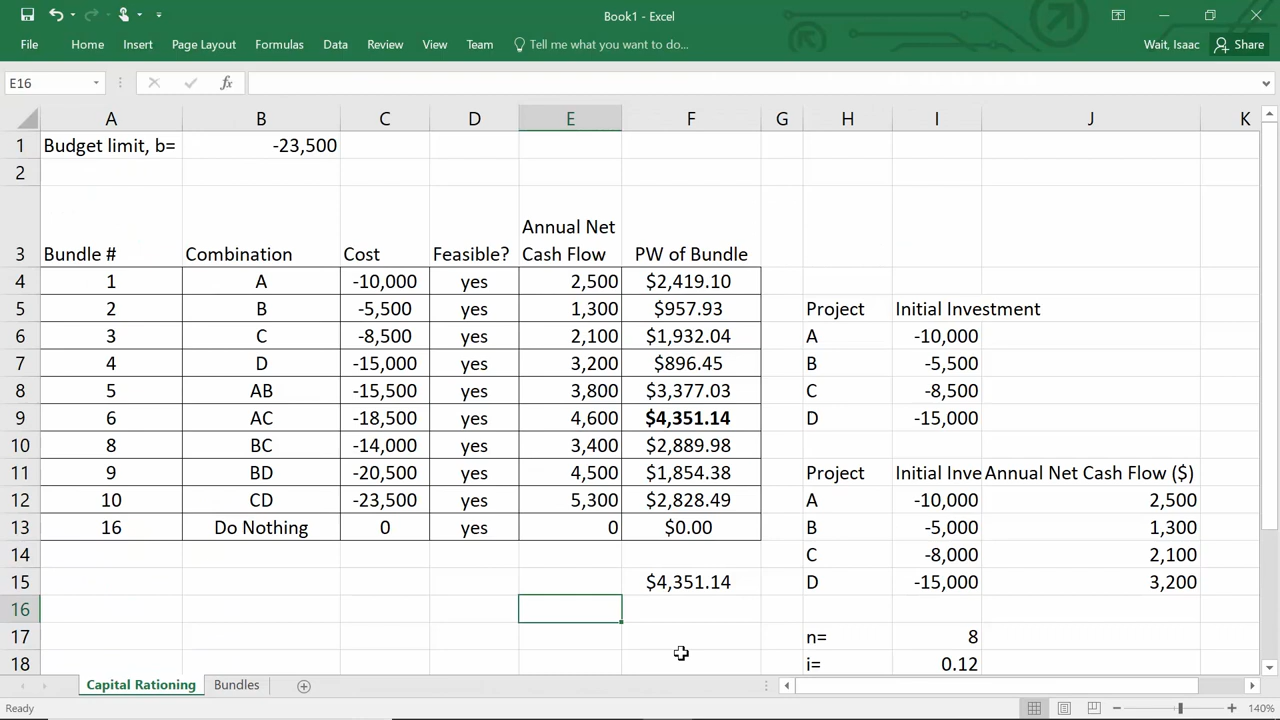 Book1 - Excel
File Home Insert Page Layout Formulas Data Review View Team Tell me what you want to do... Wait, Isaac Share
E16 fx
A B C D E F G H I J K
1 Budget limit, b= -23,500
2
3 Bundle # Combination Cost Feasible? Annual Net Cash Flow PW of Bundle
4 1 A -10,000 yes 2,500 $2,419.10
5 2 B -5,500 yes 1,300 $957.93 Project Initial Investment
6 3 C -8,500 yes 2,100 $1,932.04 A -10,000
7 4 D -15,000 yes 3,200 $896.45 B -5,500
8 5 AB -15,500 yes 3,800 $3,377.03 C -8,500
9 6 AC -18,500 yes 4,600 $4,351.14 D -15,000
10 8 BC -14,000 yes 3,400 $2,889.98
11 9 BD -20,500 yes 4,500 $1,854.38 Project Initial Inve Annual Net Cash Flow ($)
12 10 CD -23,500 yes 5,300 $2,828.49 A -10,000 2,500
13 16 Do Nothing 0 yes 0 $0.00 B -5,000 1,300
14 C -8,000 2,100
15 $4,351.14 D -15,000 3,200
16
17 n= 8
18 i= 0.12
Capital Rationing Bundles
Ready 140%